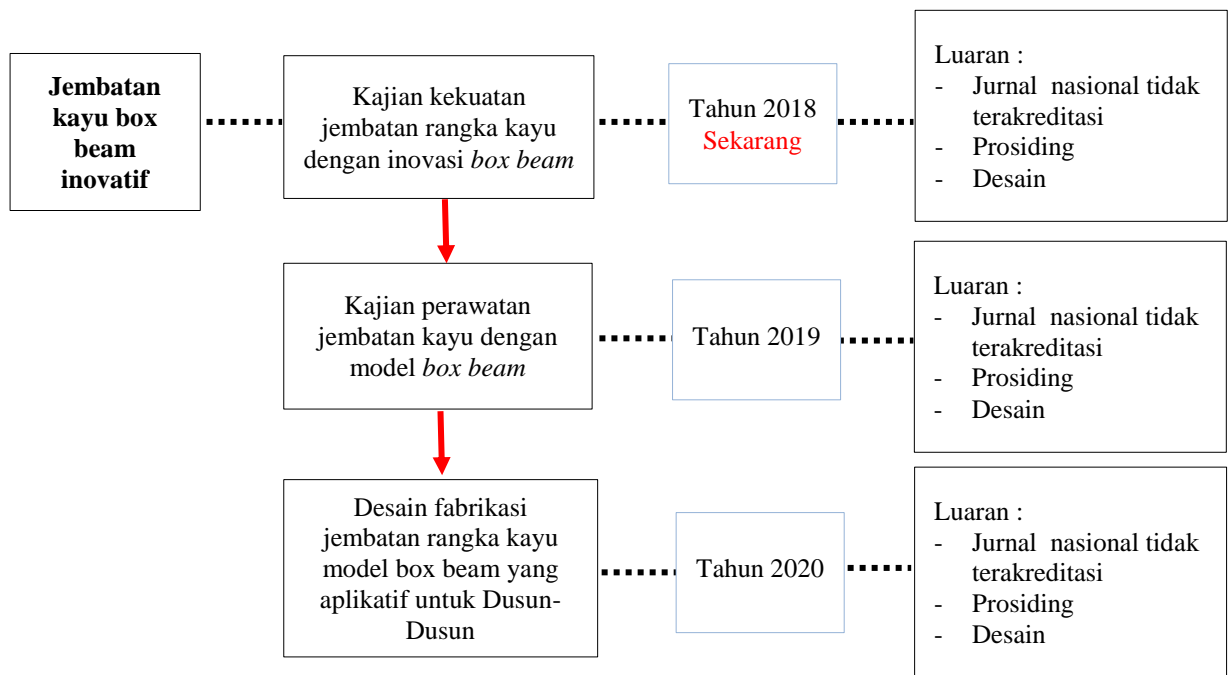 Jembatan
kayu box
beam
inovatif
Kajian kekuatan
jembatan rangka kayu
dengan inovasi box beam
Tahun 2018
Sekarang
Luaran :
- Jurnal nasional tidak
terakreditasi
- Prosiding
- Desain
Kajian perawatan
jembatan kayu dengan
model box beam
Tahun 2019
Luaran :
- Jurnal nasional tidak
terakreditasi
- Prosiding
- Desain
Desain fabrikasi
jembatan rangka kayu
model box beam yang
aplikatif untuk Dusun-
Dusun
Tahun 2020
Luaran :
- Jurnal nasional tidak
terakreditasi
- Prosiding
- Desain